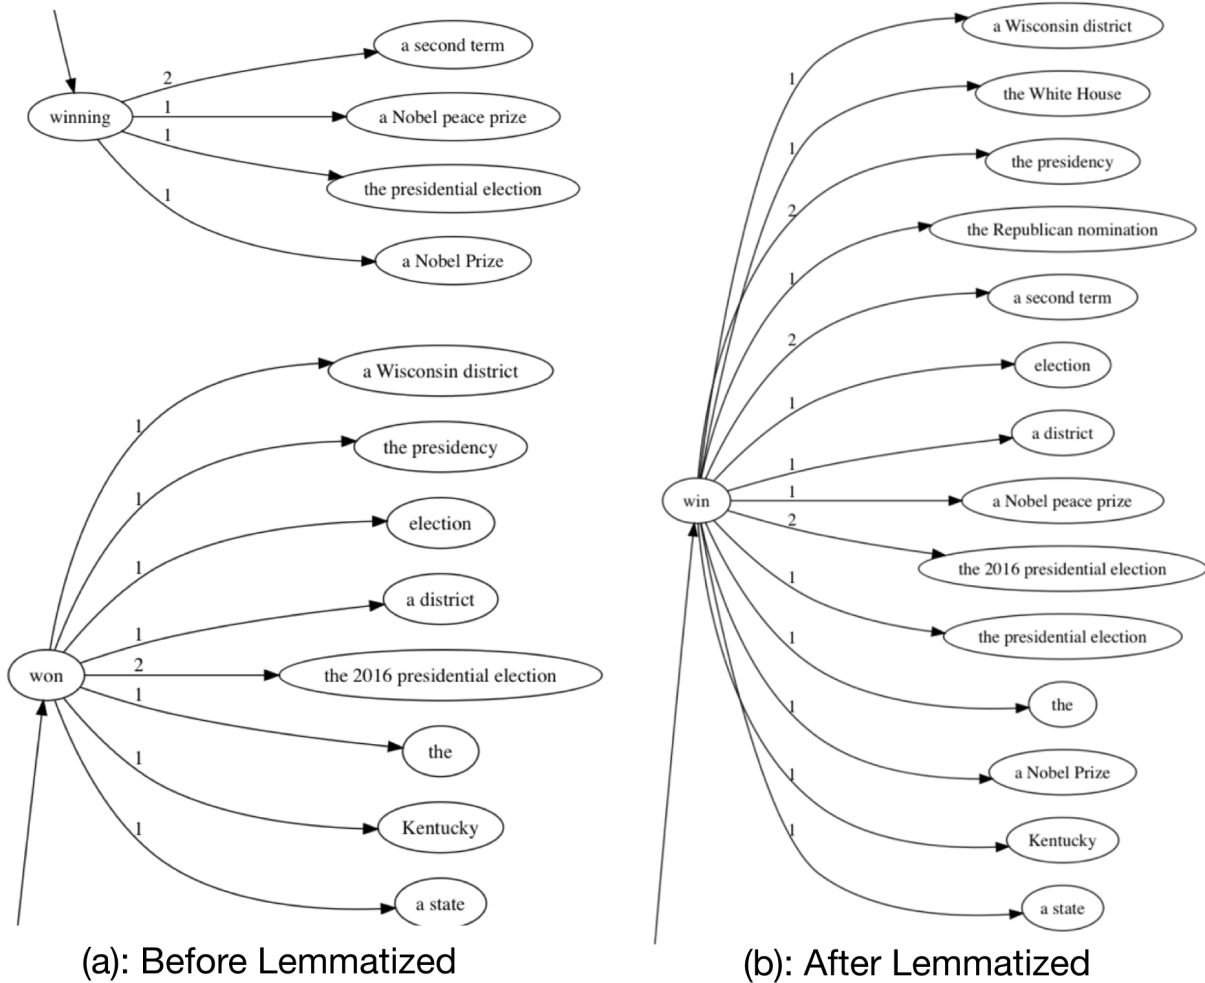 winning
2
a second term
1
a Nobel peace prize
1
the presidential election
1
a Nobel Prize
won
1
a Wisconsin district
1
the presidency
1
election
1
a district
2
the 2016 presidential election
1
the
1
Kentucky
1
a state
(a): Before Lemmatized
win
1
a Wisconsin district
1
the White House
2
the presidency
1
the Republican nomination
2
a second term
1
election
1
a district
1
a Nobel peace prize
2
the 2016 presidential election
1
the presidential election
1
the
1
a Nobel Prize
1
Kentucky
1
a state
(b): After Lemmatized